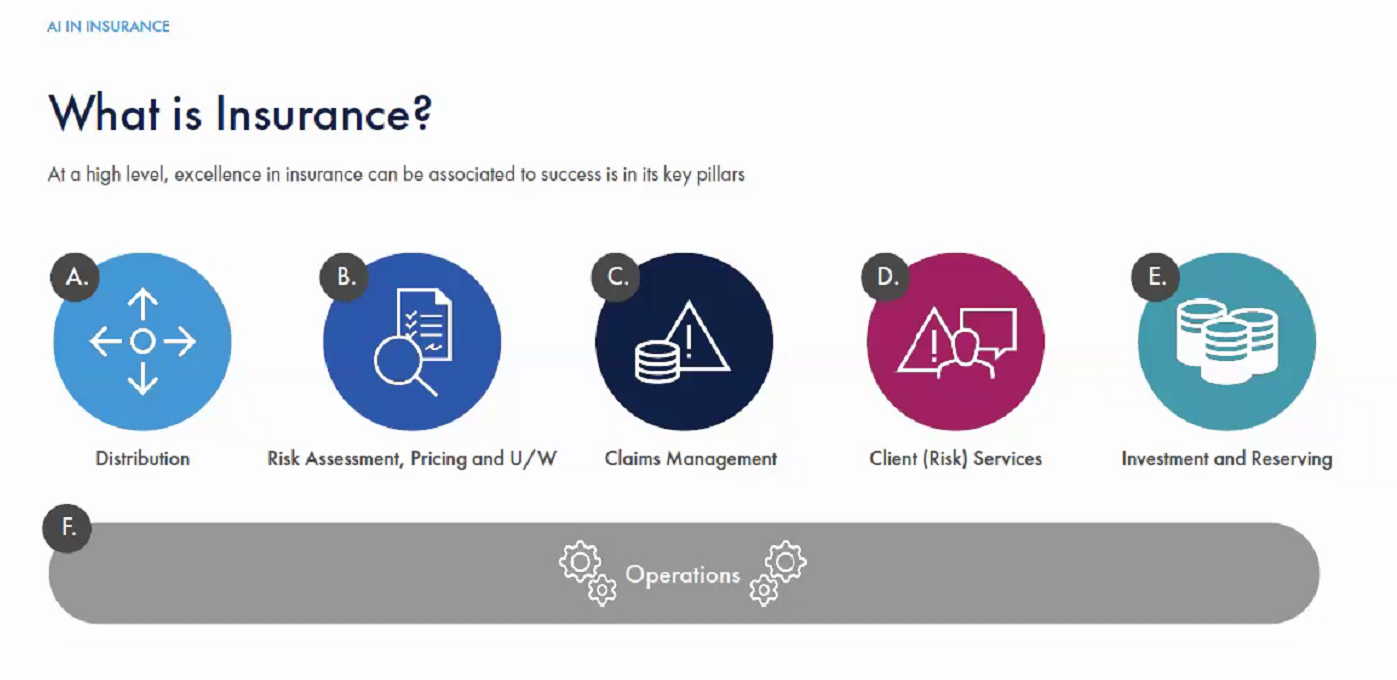 AI IN INSURANCE
What is Insurance?
At a high level, excellence in insurance can be associated to success is in its key pillars
A.
B.
C.
D.
E.
Distribution
Risk Assessment, Pricing and U/W
Claims Management
Client (Risk) Services
Investment and Reserving
F.
Operations